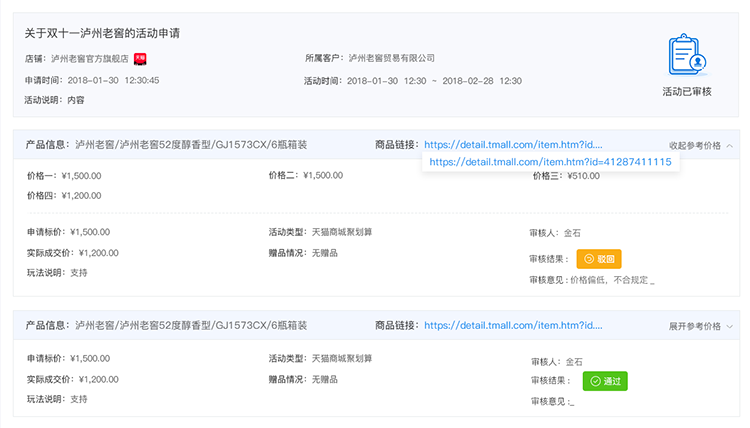 关于双十一泸州老窖的活动申请
店铺：泸州老窖官方旗舰店 天猫
所属客户：泸州老窖贸易有限公司
申请时间：2018-01-30 12:30:45
活动时间：2018-01-30 12:30 ~ 2018-02-28 12:30
活动说明：内容
活动已审核
产品信息：泸州老窖/泸州老窖52度醇香型/GJ1573CX/6瓶箱装
商品链接：https://detail.tmall.com/item.htm?id....
收起参考价格
https://detail.tmall.com/item.htm?id=41287411115
价格一：¥1,500.00
价格二：¥1,500.00
价格三：¥510.00
价格四：¥1,200.00
申请标价：¥1,500.00
活动类型：天猫商城聚划算
审核人：金石
实际成交价：¥1,200.00
赠品情况：无赠品
审核结果： 驳回
玩法说明：支持
审核意见：价格偏低，不合规定 _
产品信息：泸州老窖/泸州老窖52度醇香型/GJ1573CX/6瓶箱装
商品链接：https://detail.tmall.com/item.htm?id....
展开参考价格
申请标价：¥1,500.00
活动类型：天猫商城聚划算
审核人：金石
实际成交价：¥1,200.00
赠品情况：无赠品
审核结果： 通过
玩法说明：支持
审核意见：_